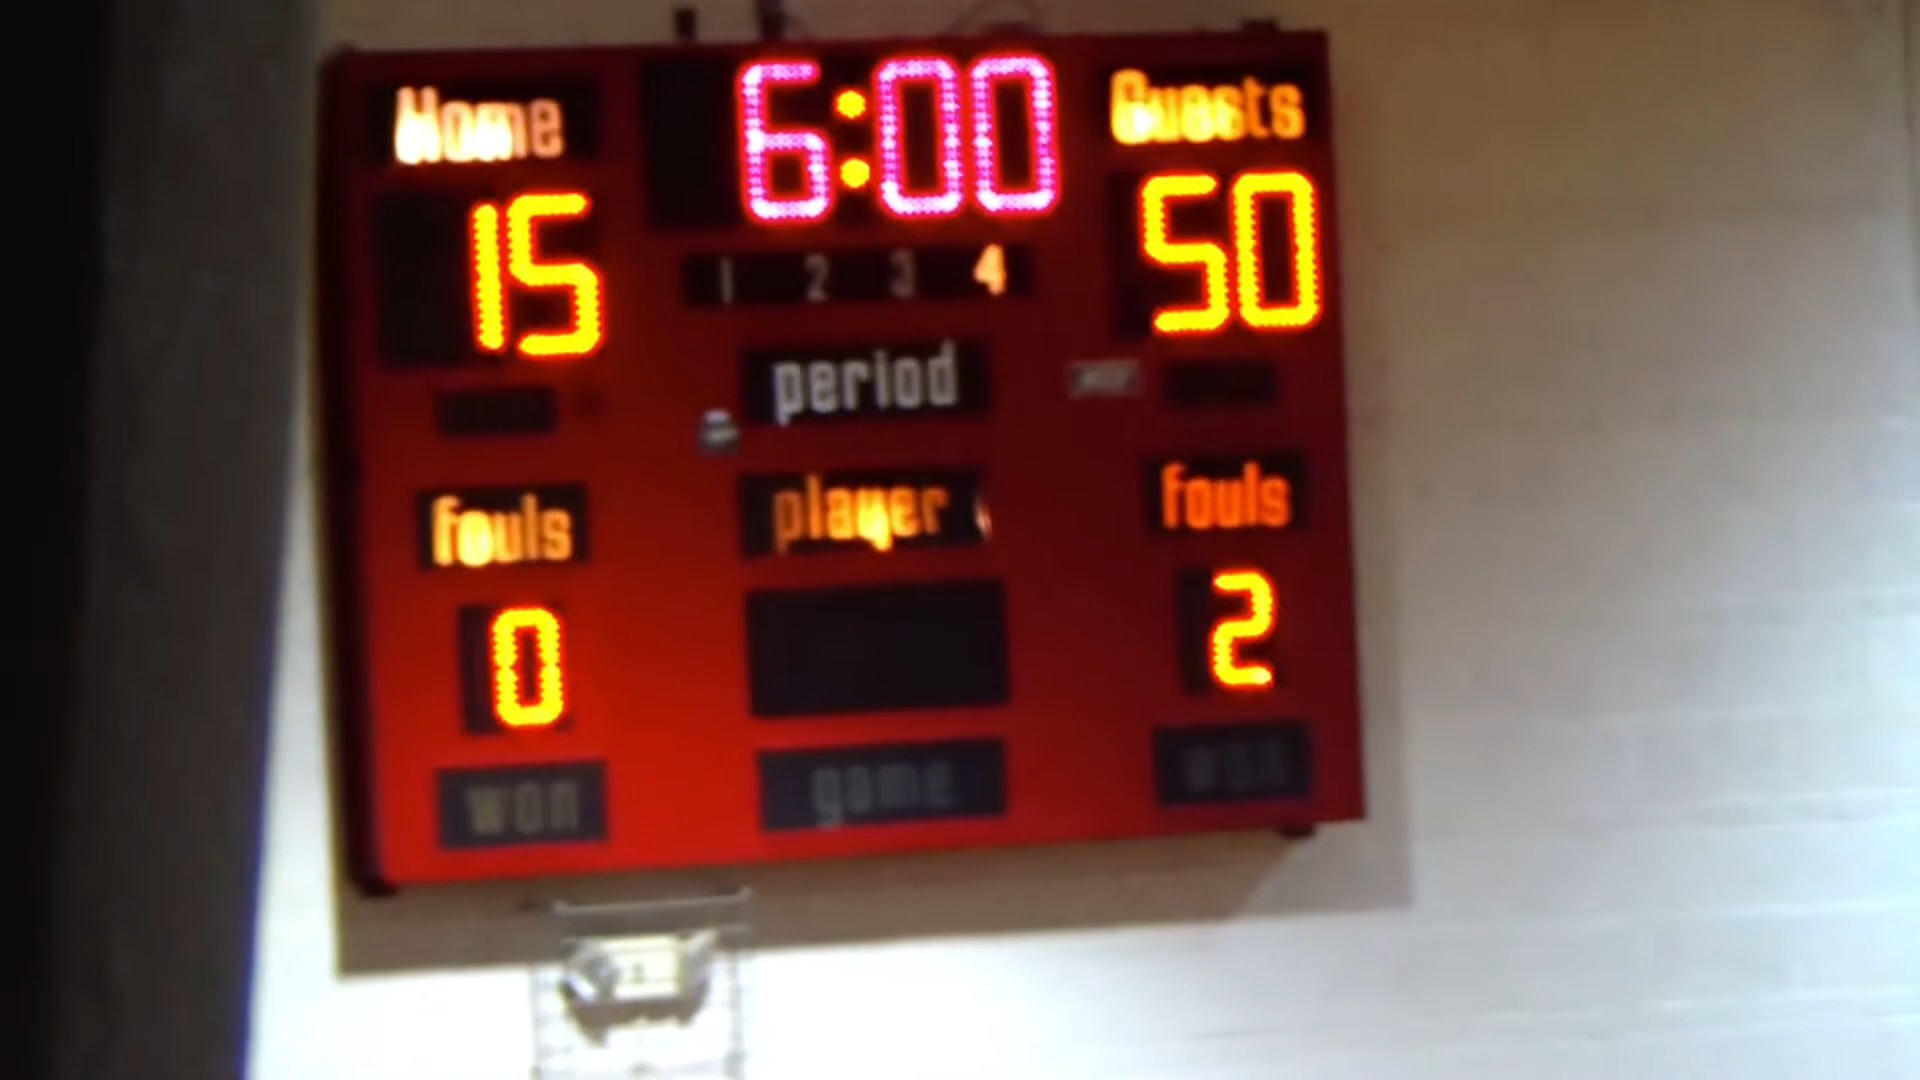 Home 6:00 Guests
15 50
1 2 3 4
period
fouls player fouls
0 2
won game won